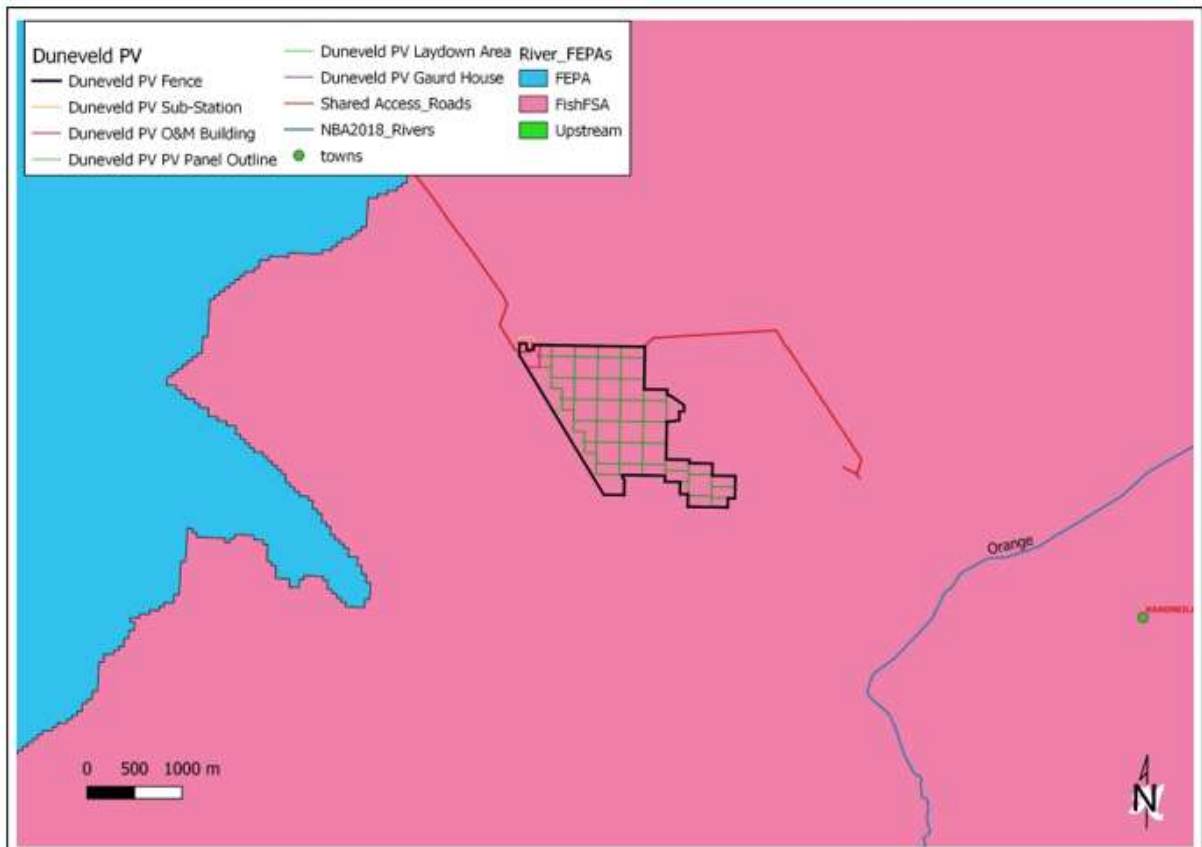 Duneveld PV
Duneveld PV Fence
Duneveld PV Sub-Station
Duneveld PV O&M Building
Duneveld PV PV Panel Outline
Duneveld PV Laydown Area
Duneveld PV Gaurd House
Shared Access_Roads
NBA2018_Rivers
towns
River_FEPAs
FEPA
FishFSA
Upstream
Orange
0 500 1000 m
N